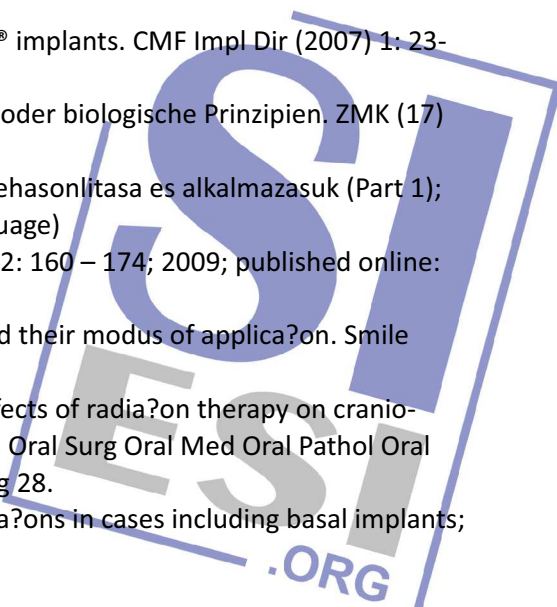 ® implants. CMF Impl Dir (2007) 1: 23-
oder biologische Prinzipien. ZMK (17)
ehasonlitasa es alkalmazasuk (Part 1);
uage)
2: 160 – 174; 2009; published online:
d their modus of applica?on. Smile
fects of radia?on therapy on cranio-
Oral Surg Oral Med Oral Pathol Oral
g 28.
a?ons in cases including basal implants;
SI
ESI
.ORG